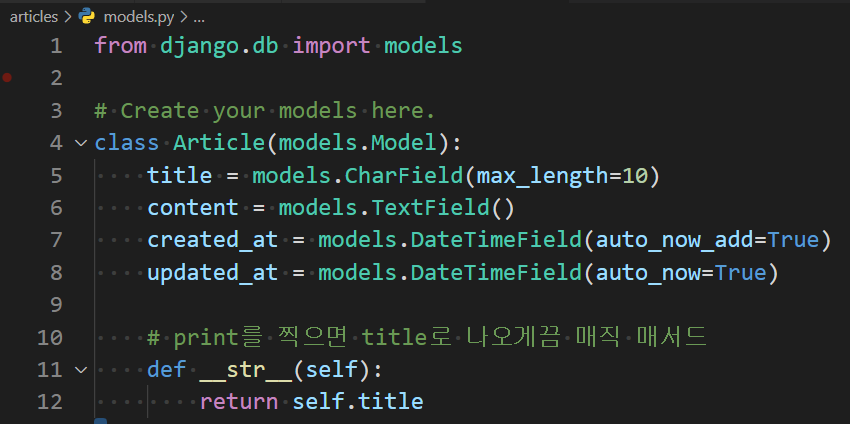 articles > models.py > ...
1 from django.db import models
2
3 # Create your models here.
4 class Article(models.Model):
5     title = models.CharField(max_length=10)
6     content = models.TextField()
7     created_at = models.DateTimeField(auto_now_add=True)
8     updated_at = models.DateTimeField(auto_now=True)
9
10     # print를 찍으면 title로 나오게끔 매직 매서드
11     def __str__(self):
12         return self.title